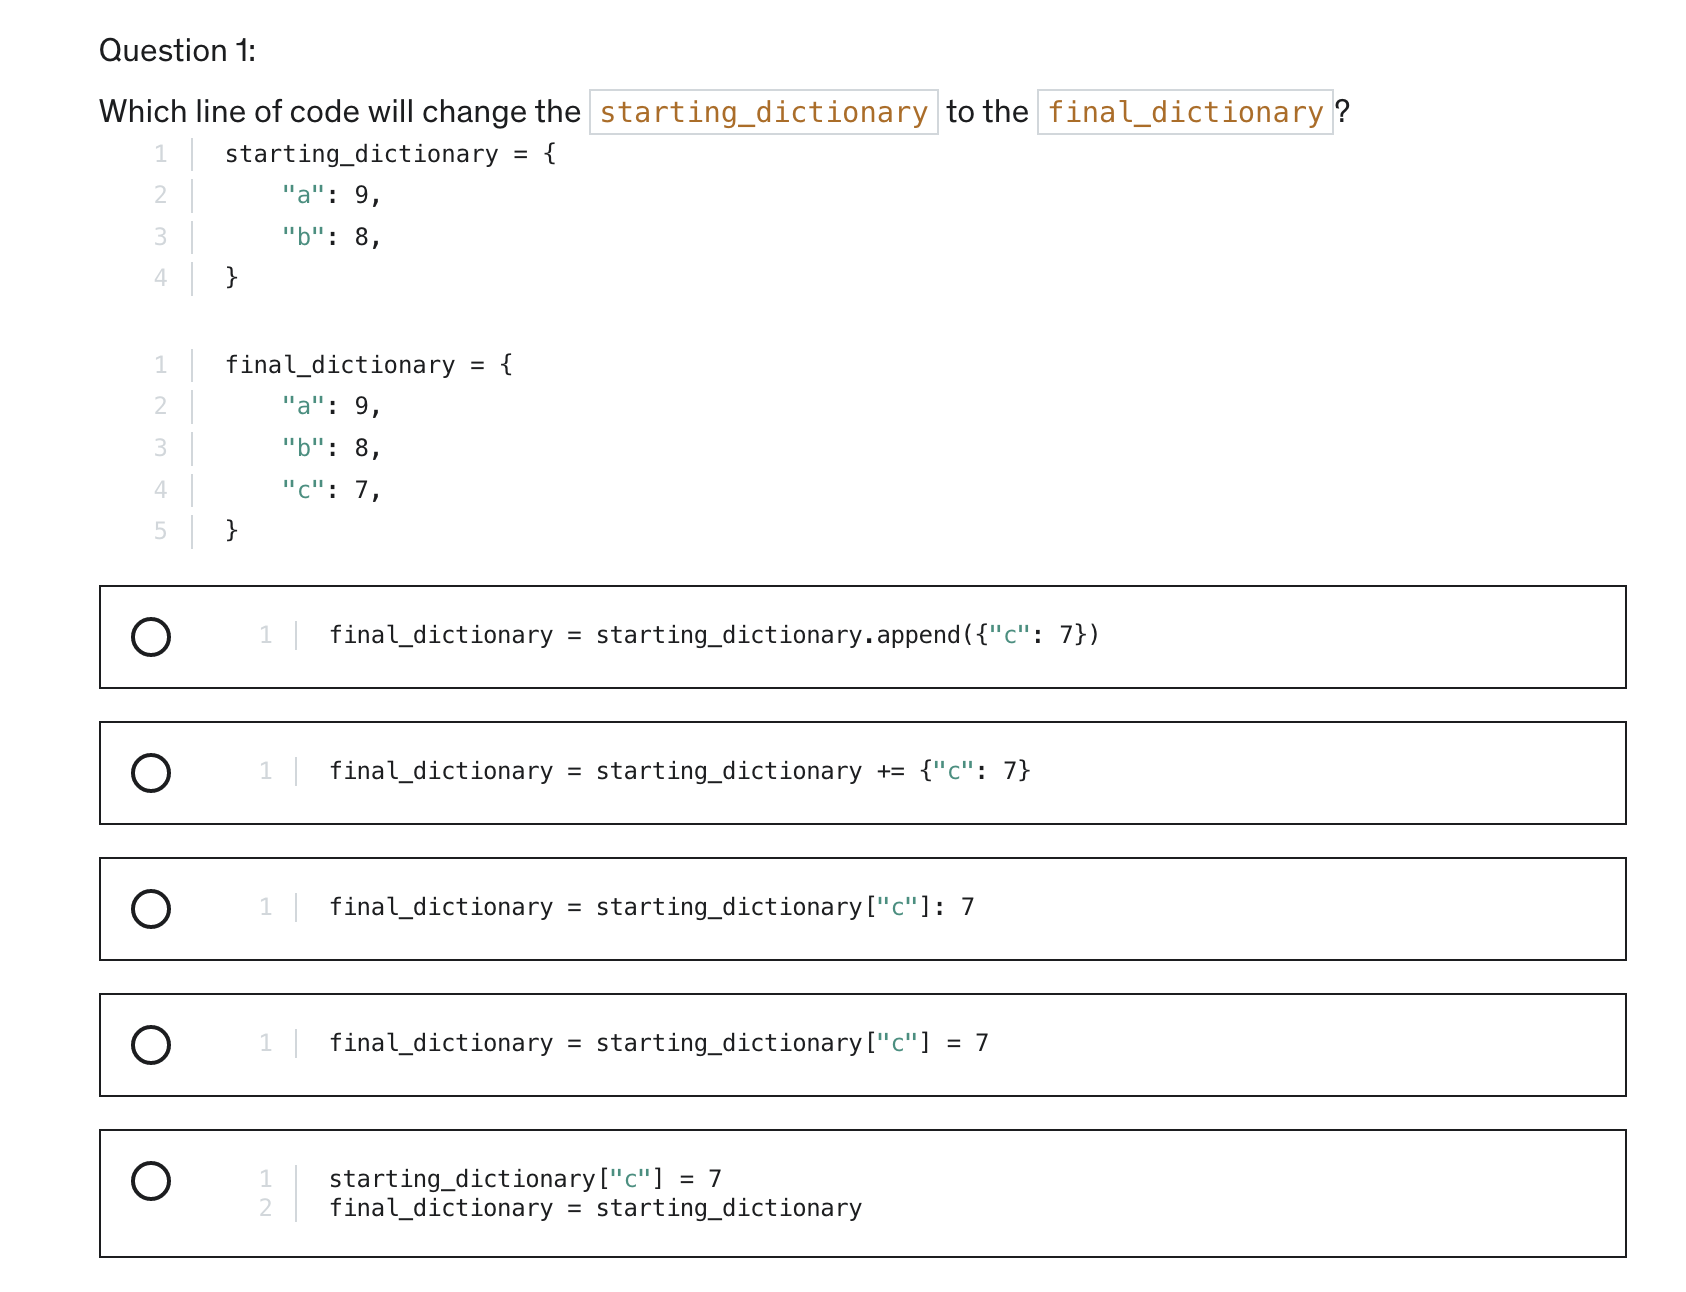 Question 1:
Which line of code will change the starting_dictionary to the final_dictionary?
1 starting_dictionary = {
2 "a": 9,
3 "b": 8,
4 }
1 final_dictionary = {
2 "a": 9,
3 "b": 8,
4 "c": 7,
5 }
1 final_dictionary = starting_dictionary.append({"c": 7})
1 final_dictionary = starting_dictionary += {"c": 7}
1 final_dictionary = starting_dictionary["c"]: 7
1 final_dictionary = starting_dictionary["c"] = 7
1 starting_dictionary["c"] = 7
2 final_dictionary = starting_dictionary